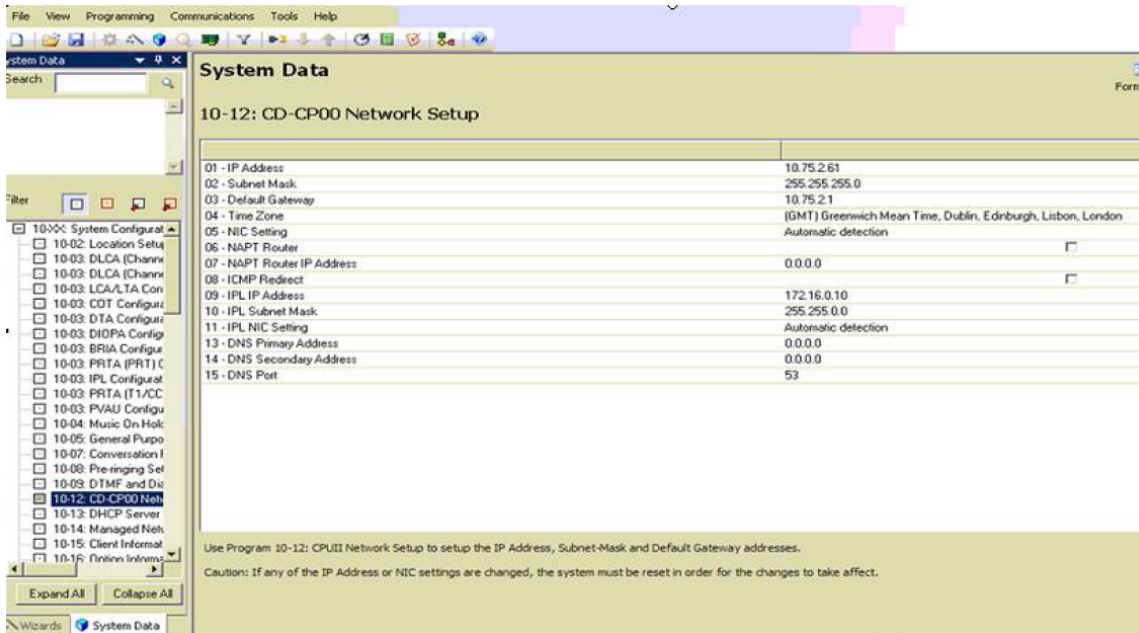 File View Programming Communications Tools Help
ystem Data
Search
Filter
10-XX: System Configurat
10-02: Location Setu
10-03: DLCA (Channe
10-03: DLCA (Channe
10-03: LCA/LTA Con
10-03: COT Configura
10-03: DTA Configura
10-03: DIOPA Config
10-03: BRIA Configur
10-03: PRTA (PRT) C
10-03: IPL Configurat
10-03: PRTA (T1/CC
10-03: PVAU Configu
10-04: Music On Hold
10-05: General Purpo
10-07: Conversation F
10-08: Pre-ringing Set
10-09: DTMF and Dia
10-12: CD-CP00 Netw
10-13: DHCP Server
10-14: Managed Netw
10-15: Client Informat
10-16: Option Informa
Expand All Collapse All
Wizards System Data
System Data
Form
10-12: CD-CP00 Network Setup
01 - IP Address 10.75.2.61
02 - Subnet Mask 255.255.255.0
03 - Default Gateway 10.75.2.1
04 - Time Zone (GMT) Greenwich Mean Time, Dublin, Edinburgh, Lisbon, London
05 - NIC Setting Automatic detection
06 - NAPT Router
07 - NAPT Router IP Address 0.0.0.0
08 - ICMP Redirect
09 - IPL IP Address 172.16.0.10
10 - IPL Subnet Mask 255.255.0.0
11 - IPL NIC Setting Automatic detection
13 - DNS Primary Address 0.0.0.0
14 - DNS Secondary Address 0.0.0.0
15 - DNS Port 53
Use Program 10-12: CPUII Network Setup to setup the IP Address, Subnet-Mask and Default Gateway addresses.
Caution: If any of the IP Address or NIC settings are changed, the system must be reset in order for the changes to take affect.